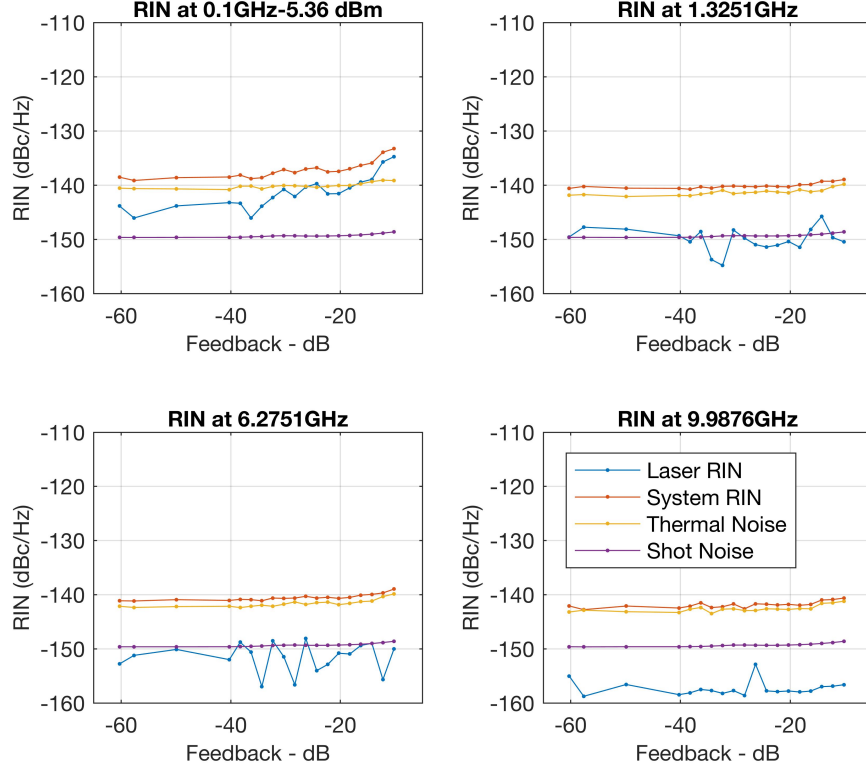 RIN at 0.1GHz-5.36 dBm
-110
-120
-130
-140
-150
-160
RIN (dBc/Hz)
-60
-40
-20
Feedback - dB
RIN at 1.3251GHz
-110
-120
-130
-140
-150
-160
RIN (dBc/Hz)
-60
-40
-20
Feedback - dB
RIN at 6.2751GHz
-110
-120
-130
-140
-150
-160
RIN (dBc/Hz)
-60
-40
-20
Feedback - dB
RIN at 9.9876GHz
-110
-120
-130
-140
-150
-160
RIN (dBc/Hz)
Laser RIN
System RIN
Thermal Noise
Shot Noise
-60
-40
-20
Feedback - dB